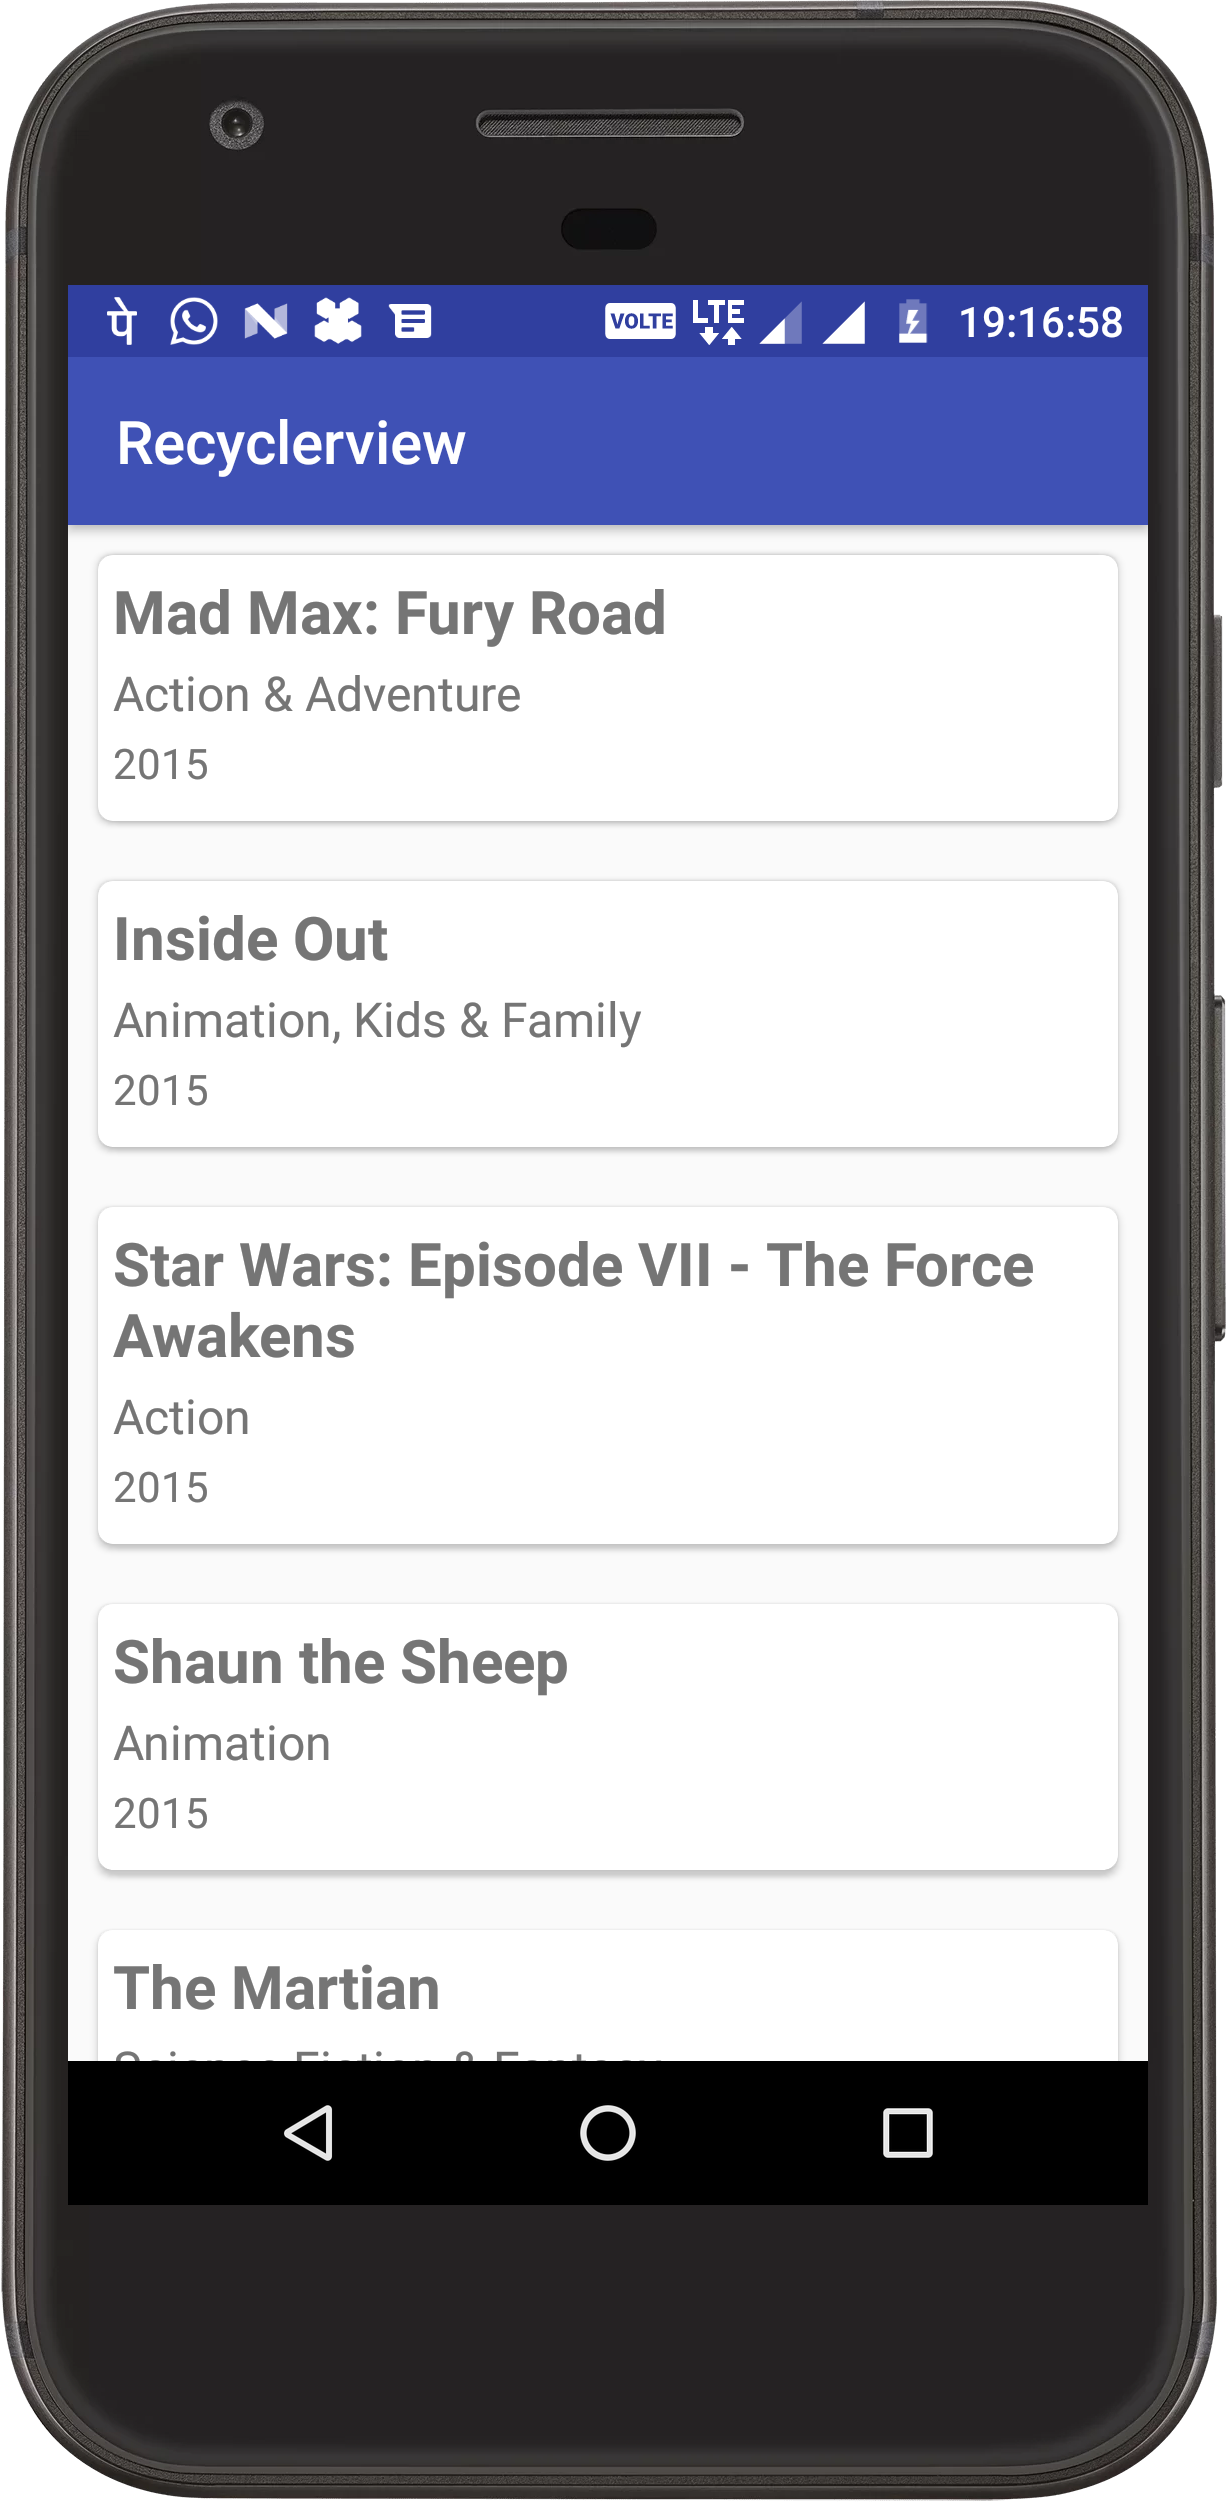 पे
VOLTE
LTE
19:16:58
Recyclerview
Mad Max: Fury Road
Action & Adventure
2015
Inside Out
Animation, Kids & Family
2015
Star Wars: Episode VII - The Force
Awakens
Action
2015
Shaun the Sheep
Animation
2015
The Martian